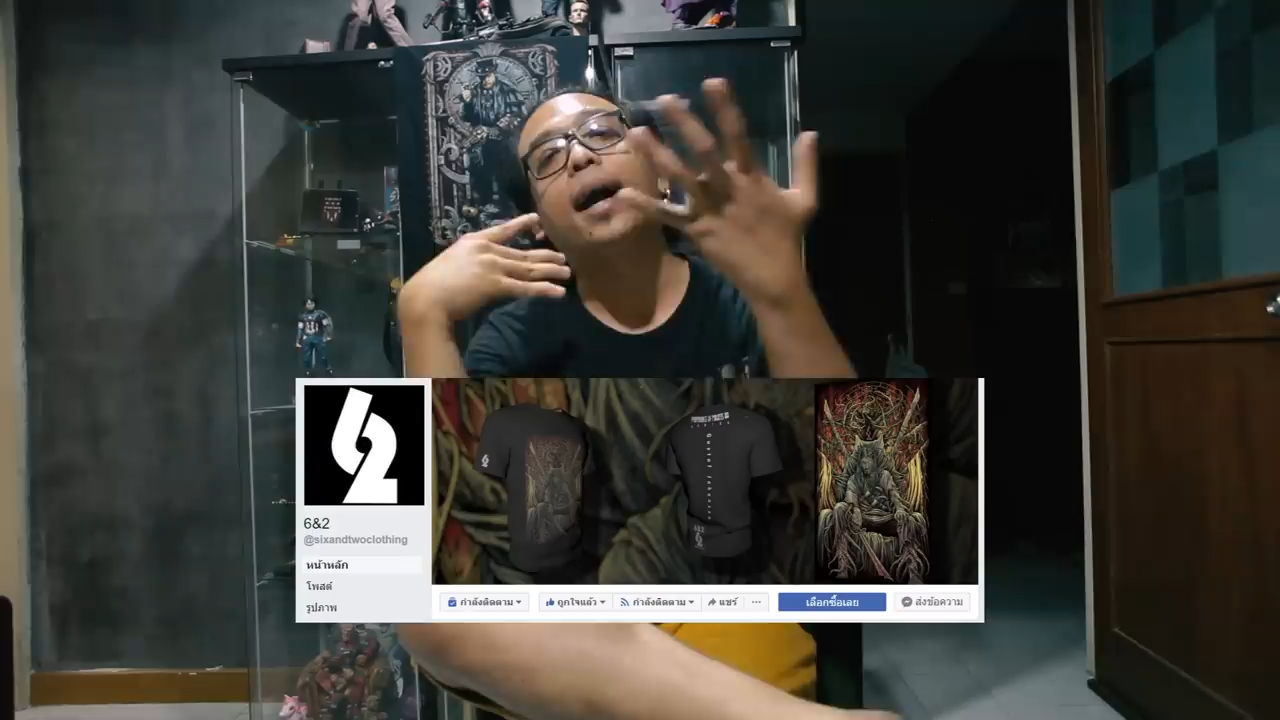 62
6&2
@sixandtwoclothing
หน้าหลัก
โพสต์
รูปภาพ
กำลังติดตาม
ถูกใจแล้ว
กำลังติดตาม
แชร์
เลือกซื้อเลย
ส่งข้อความ